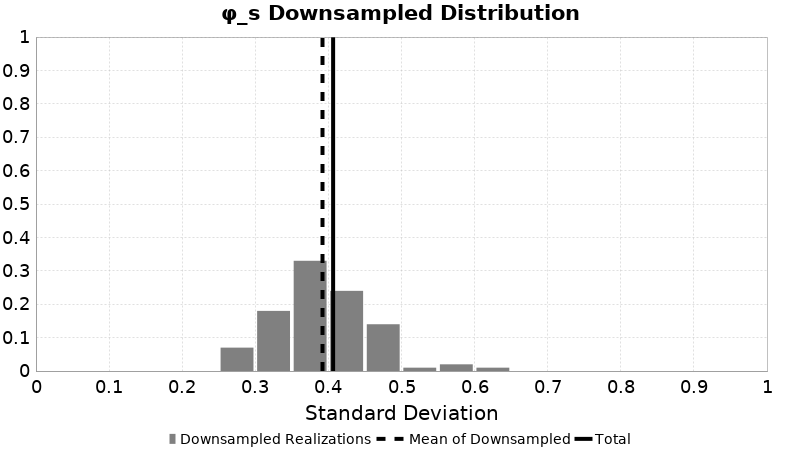 φ_s Downsampled Distribution
1
0.9
0.8
0.7
0.6
0.5
0.4
0.3
0.2
0.1
0
0 0.1 0.2 0.3 0.4 0.5 0.6 0.7 0.8 0.9 1
Standard Deviation
Downsampled Realizations Mean of Downsampled Total